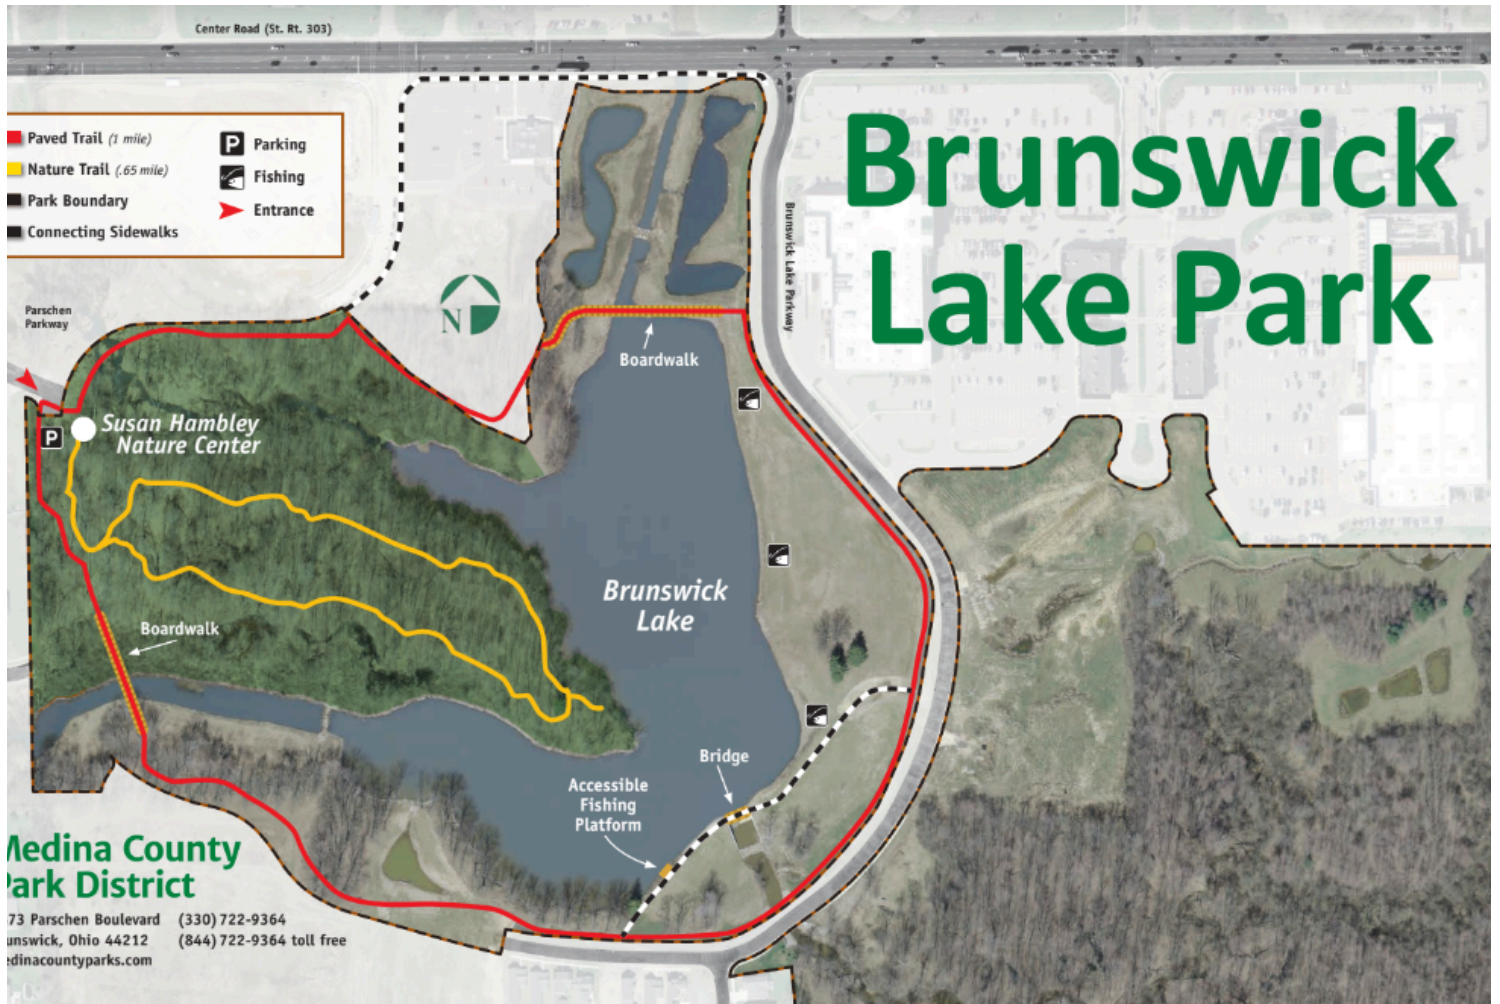 Center Road (St. Rt. 303)
Brunswick
Lake Park
Paved Trail (1 mile)
Nature Trail (.65 mile)
Park Boundary
Connecting Sidewalks
P Parking
Fishing
Entrance
Brunswick Lake Parkway
Parschen
Parkway
N
Boardwalk
P
Susan Hambley
Nature Center
Brunswick
Lake
Boardwalk
Bridge
Accessible
Fishing
Platform
Medina County
Park District
73 Parschen Boulevard (330) 722-9364
unswick, Ohio 44212 (844) 722-9364 toll free
edinacountyparks.com